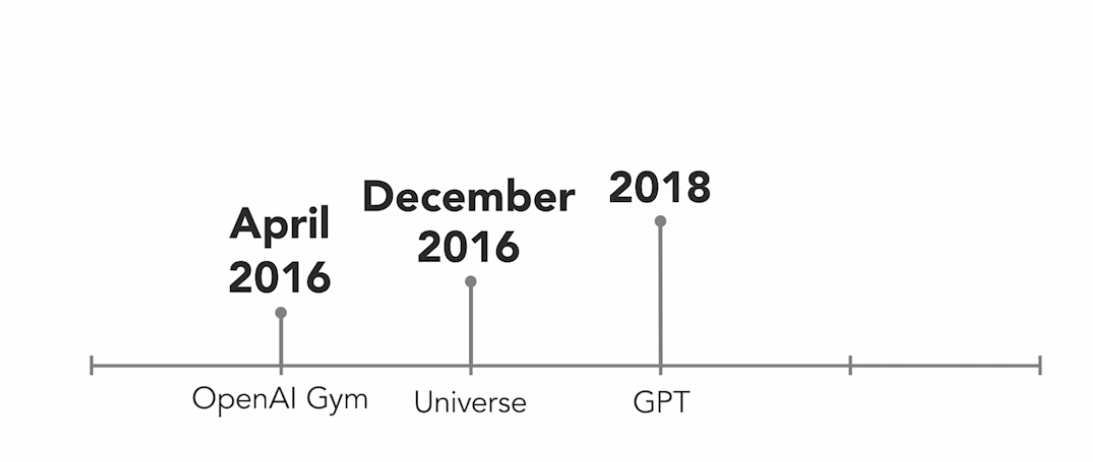 April
2016
December
2016
2018
OpenAI Gym
Universe
GPT